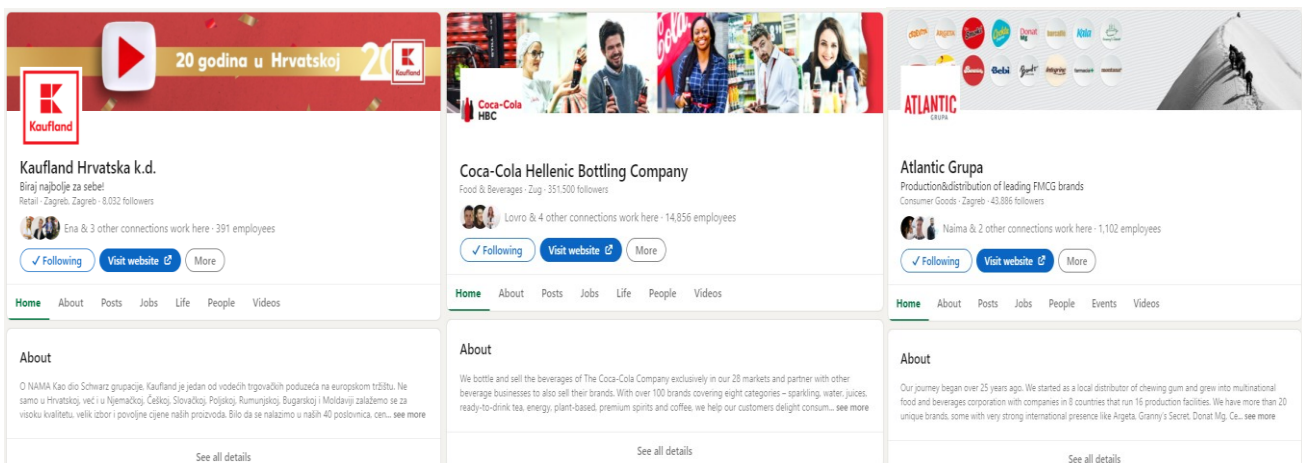 20 godina u Hrvatskoj
20
Kaufland
Kaufland
Kaufland Hrvatska k.d.
Biraj najbolje za sebe!
Retail · Zagreb, Zagreb · 8,032 followers
Ena & 3 other connections work here · 391 employees
✓ Following
Visit website
More
Home About Posts Jobs Life People Videos
About
O NAMA Kao dio Schwarz grupacije, Kaufland je jedan od vodećih trgovačkih poduzeća na europskom tržištu. Ne
samo u Hrvatskoj, već i u Njemačkoj, Češkoj, Slovačkoj, Poljskoj, Rumunjskoj, Bugarskoj i Moldaviji zalažemo se za
visoku kvalitetu, velik izbor i povoljne cijene naših proizvoda. Bilo da se nalazimo u naših 40 poslovnica, cen... see more
See all details
Cola
Coca-Cola
HBC
Coca-Cola Hellenic Bottling Company
Food & Beverages · Zug · 351.500 followers
Lovro & 4 other connections work here · 14,856 employees
✓ Following
Visit website
More
Home About Posts Jobs Life People Videos
About
We bottle and sell the beverages of The Coca-Cola Company exclusively in our 28 markets and partner with other
beverage businesses to also sell their brands. With over 100 brands covering eight categories – sparkling, water, juices,
ready-to-drink tea, energy, plant-based, premium spirits and coffee, we help our customers delight consum... see more
See all details
Argeta
Donat
Mg
Kala
Bebi
ATLANTIC
GRUPA
Atlantic Grupa
Production&distribution of leading FMCG brands
Consumer Goods · Zagreb · 43,886 followers
Naima & 2 other connections work here · 1,102 employees
✓ Following
Visit website
More
Home About Posts Jobs People Events Videos
About
Our journey began over 25 years ago. We started as a local distributor of chewing gum and grew into multinational
food and beverages corporation with companies in 8 countries that run 16 production facilities. We have more than 20
unique brands, some with very strong international presence like Argeta, Granny's Secret, Donat Mg, Ce... see more
See all details